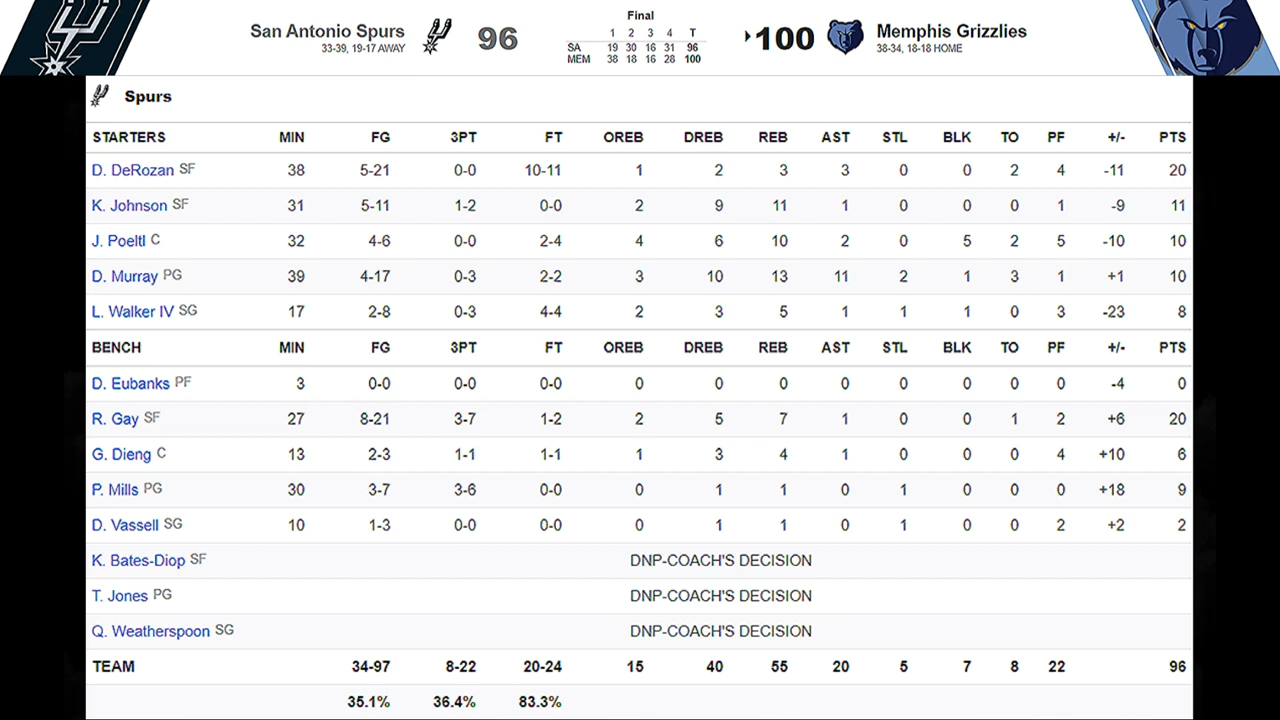 San Antonio Spurs
33-39, 19-17 AWAY
96
Final
1 2 3 4 T
SA 19 30 16 31 96
MEM 38 18 16 28 100
100
Memphis Grizzlies
38-34, 18-18 HOME
Spurs
STARTERS MIN FG 3PT FT OREB DREB REB AST STL BLK TO PF +/- PTS
D. DeRozan SF 38 5-21 0-0 10-11 1 2 3 3 0 0 2 4 -11 20
K. Johnson SF 31 5-11 1-2 0-0 2 9 11 1 0 0 0 1 -9 11
J. Poeltl C 32 4-6 0-0 2-4 4 6 10 2 0 5 2 5 -10 10
D. Murray PG 39 4-17 0-3 2-2 3 10 13 11 2 1 3 1 +1 10
L. Walker IV SG 17 2-8 0-3 4-4 2 3 5 1 1 1 0 3 -23 8
BENCH MIN FG 3PT FT OREB DREB REB AST STL BLK TO PF +/- PTS
D. Eubanks PF 3 0-0 0-0 0-0 0 0 0 0 0 0 0 0 -4 0
R. Gay SF 27 8-21 3-7 1-2 2 5 7 1 0 0 1 2 +6 20
G. Dieng C 13 2-3 1-1 1-1 1 3 4 1 0 0 0 4 +10 6
P. Mills PG 30 3-7 3-6 0-0 0 1 1 0 1 0 0 0 +18 9
D. Vassell SG 10 1-3 0-0 0-0 0 1 1 0 1 0 0 2 +2 2
K. Bates-Diop SF DNP-COACH'S DECISION
T. Jones PG DNP-COACH'S DECISION
Q. Weatherspoon SG DNP-COACH'S DECISION
TEAM 34-97 8-22 20-24 15 40 55 20 5 7 8 22 96
35.1% 36.4% 83.3%